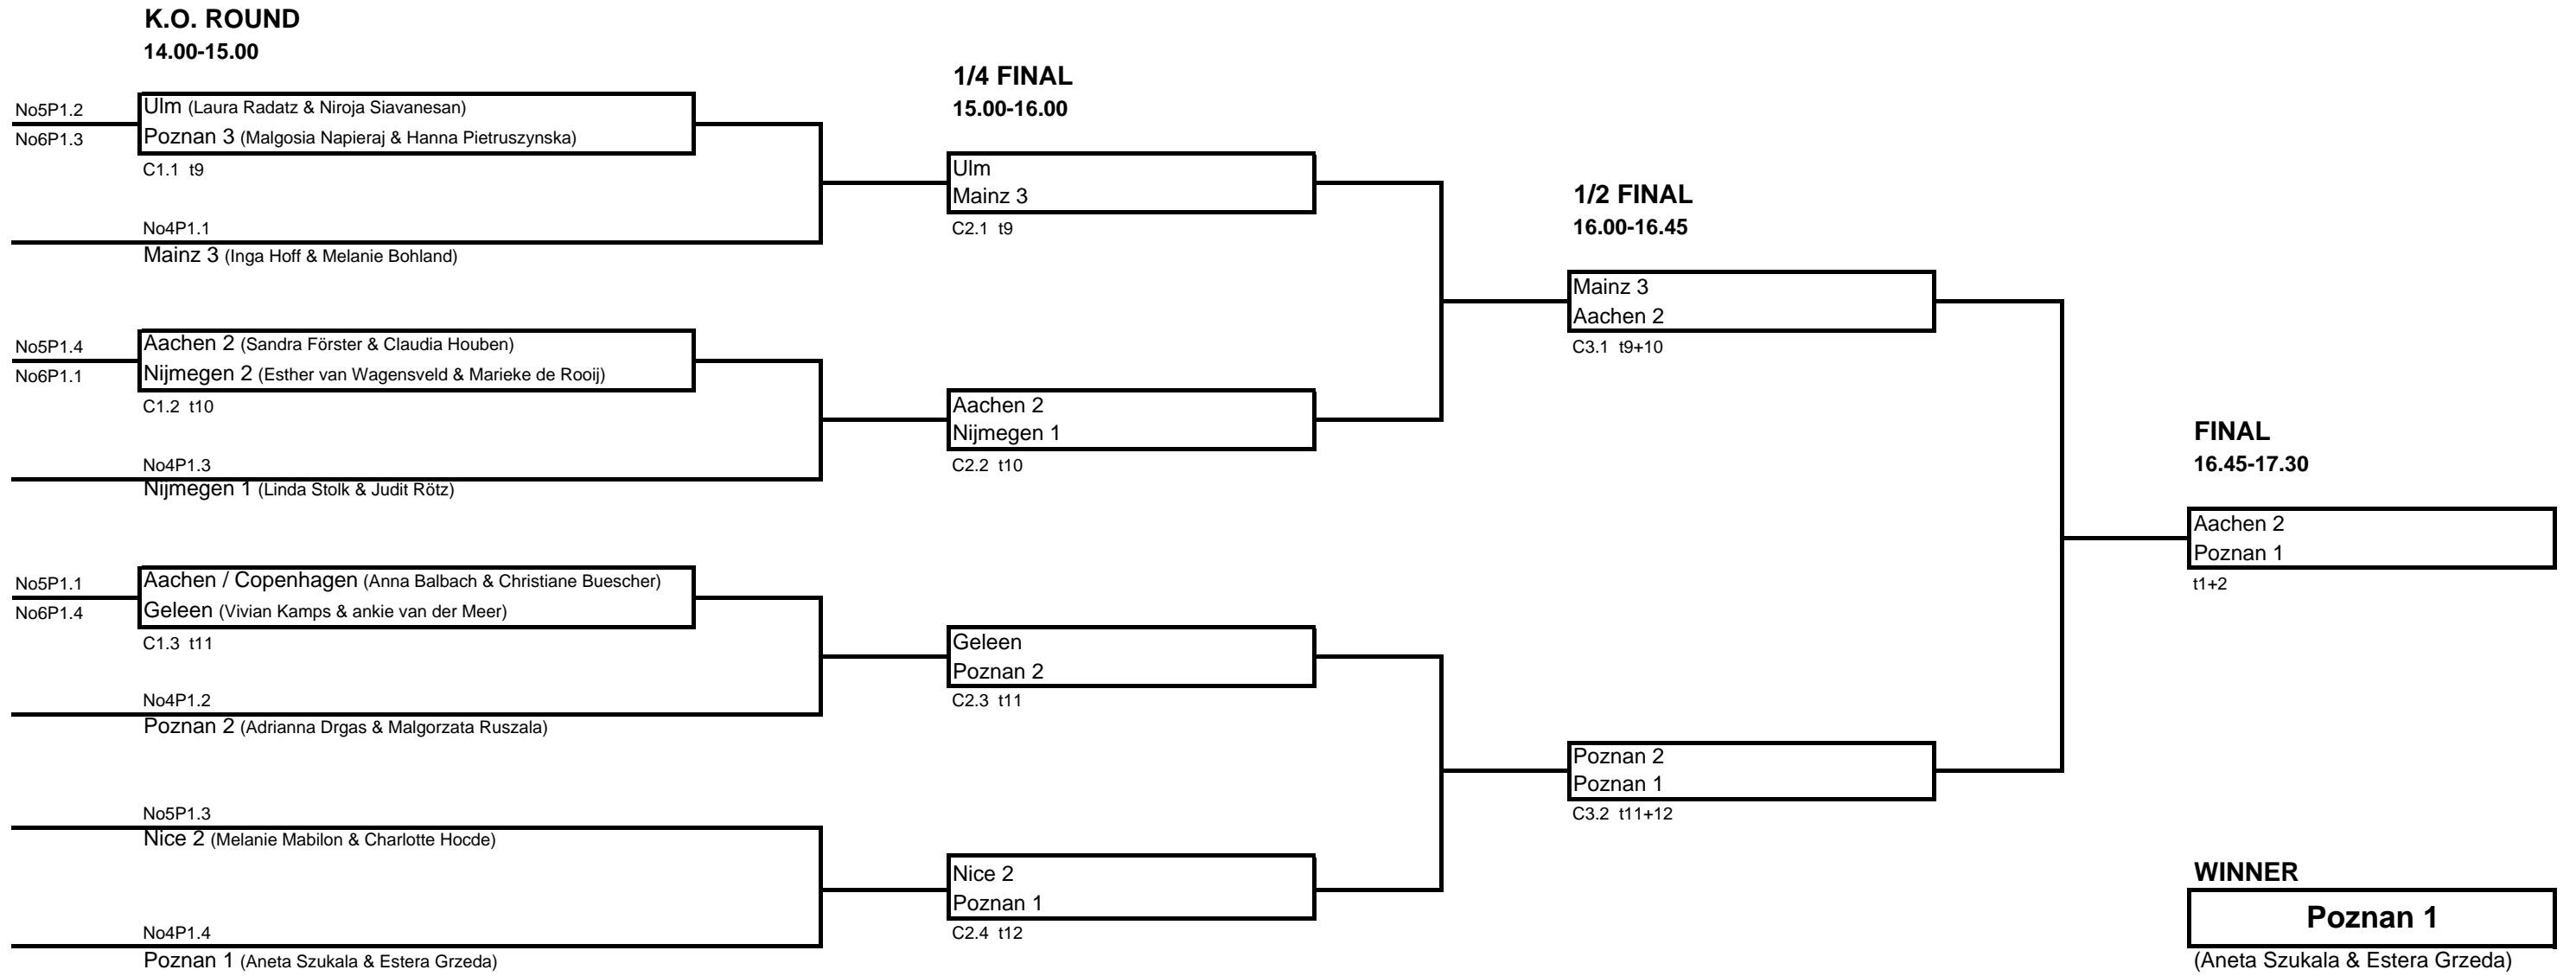 K.O. ROUND
14.00-15.00
No5P1.2
No6P1.3
Ulm (Laura Radatz & Niroja Siavanesan)
Poznan 3 (Malgosia Napieraj & Hanna Pietruszynska)
C1.1 t9
No4P1.1
Mainz 3 (Inga Hoff & Melanie Bohland)
No5P1.4
No6P1.1
Aachen 2 (Sandra Förster & Claudia Houben)
Nijmegen 2 (Esther van Wagensveld & Marieke de Rooij)
C1.2 t10
No4P1.3
Nijmegen 1 (Linda Stolk & Judit Rötz)
No5P1.1
No6P1.4
Aachen / Copenhagen (Anna Balbach & Christiane Buescher)
Geleen (Vivian Kamps & ankie van der Meer)
C1.3 t11
No4P1.2
Poznan 2 (Adrianna Drgas & Malgorzata Ruszala)
No5P1.3
Nice 2 (Melanie Mabilon & Charlotte Hocde)
No4P1.4
Poznan 1 (Aneta Szukala & Estera Grzeda)
1/4 FINAL
15.00-16.00
Ulm
Mainz 3
C2.1 t9
Aachen 2
Nijmegen 1
C2.2 t10
Geleen
Poznan 2
C2.3 t11
Nice 2
Poznan 1
C2.4 t12
1/2 FINAL
16.00-16.45
Mainz 3
Aachen 2
C3.1 t9+10
Poznan 2
Poznan 1
C3.2 t11+12
FINAL
16.45-17.30
Aachen 2
Poznan 1
t1+2
WINNER
Poznan 1
(Aneta Szukala & Estera Grzeda)